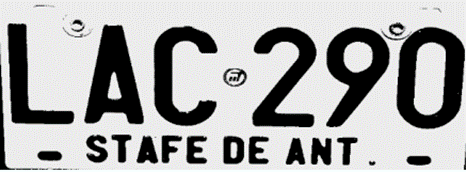 LAC 290
STAFE DE ANT.